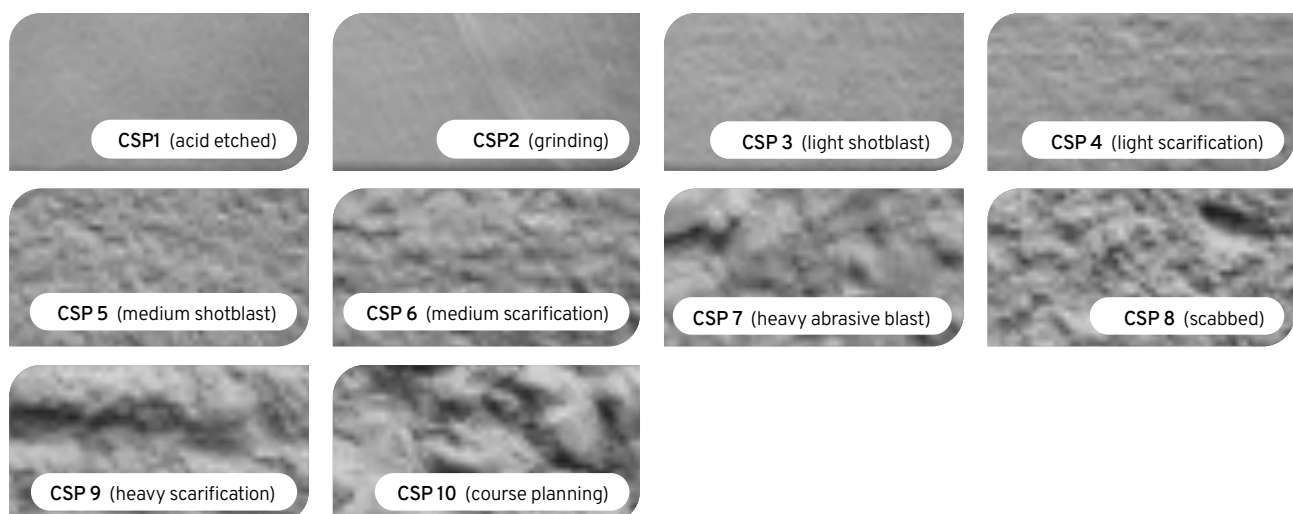 CSP1 (acid etched)
CSP2 (grinding)
CSP 3 (light shotblast)
CSP 4 (light scarification)
CSP 5 (medium shotblast)
CSP 6 (medium scarification)
CSP 7 (heavy abrasive blast)
CSP 8 (scabbed)
CSP 9 (heavy scarification)
CSP 10 (course planning)